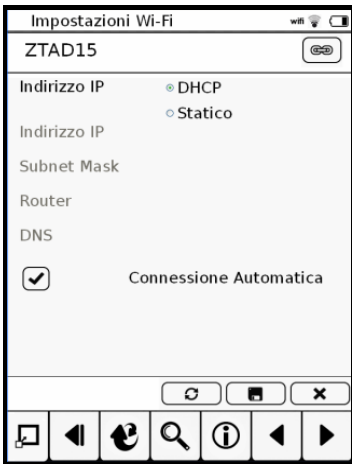 Impostazioni Wi-Fi wifi
ZTAD15
Indirizzo IP DHCP
Statico
Indirizzo IP
Subnet Mask
Router
DNS
Connessione Automatica